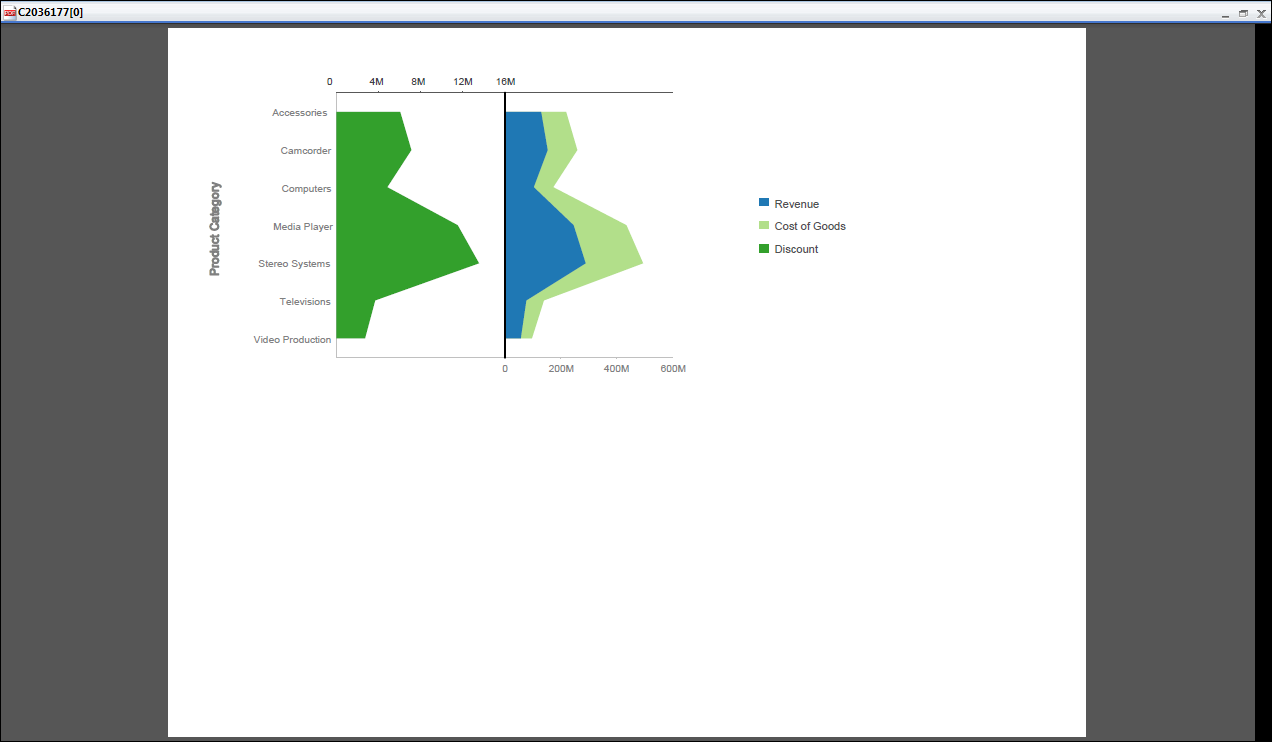 C2036177[0]
0 4M 8M 12M 16M
Accessories
Camcorder
Computers
Media Player
Stereo Systems
Televisions
Video Production
Product Category
0 200M 400M 600M
Revenue
Cost of Goods
Discount